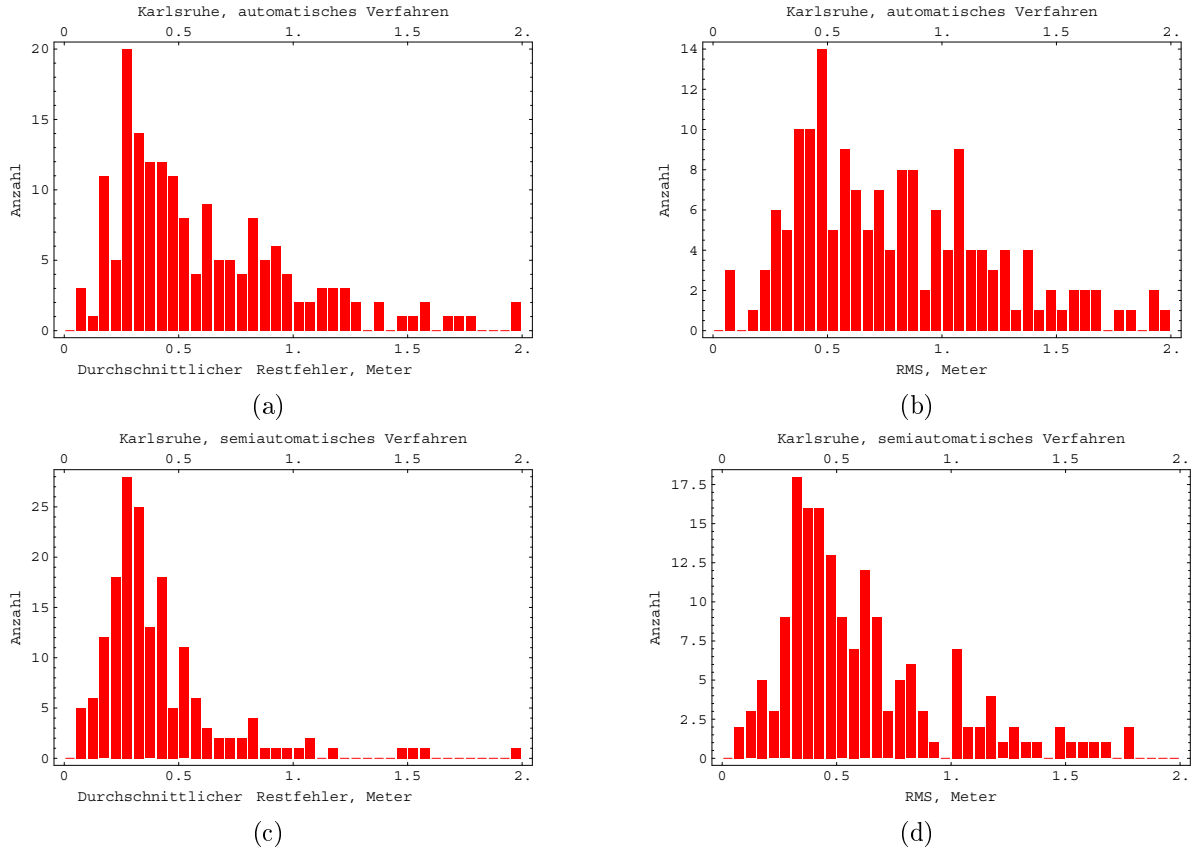 Karlsruhe, automatisches Verfahren
0 0.5 1. 1.5 2.
20
15
10
5
0
Anzahl
0 0.5 1. 1.5 2.
Durchschnittlicher Restfehler, Meter
(a)
Karlsruhe, automatisches Verfahren
0 0.5 1. 1.5 2.
14
12
10
8
6
4
2
0
Anzahl
0 0.5 1. 1.5 2.
RMS, Meter
(b)
Karlsruhe, semiautomatisches Verfahren
0 0.5 1. 1.5 2.
25
20
15
10
5
0
Anzahl
0 0.5 1. 1.5 2.
Durchschnittlicher Restfehler, Meter
(c)
Karlsruhe, semiautomatisches Verfahren
0 0.5 1. 1.5 2.
17.5
15
12.5
10
7.5
5
2.5
0
Anzahl
0 0.5 1. 1.5 2.
RMS, Meter
(d)